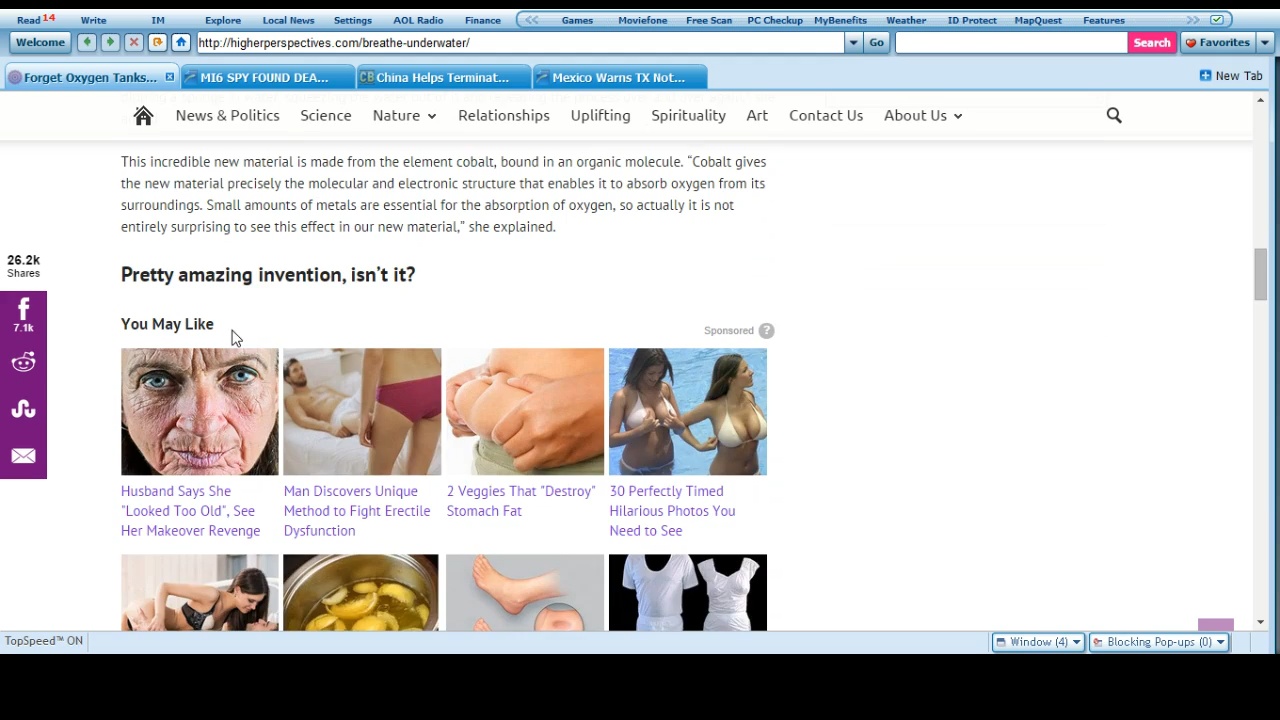 Read 14 Write IM Explore Local News Settings AOL Radio Finance Games Moviefone Free Scan PC Checkup MyBenefits Weather ID Protect MapQuest Features
Welcome http://higherperspectives.com/breathe-underwater/ Go Search Favorites
Forget Oxygen Tanks... MI6 SPY FOUND DEA... CB China Helps Terminat... Mexico Warns TX Not... New Tab
News & Politics Science Nature Relationships Uplifting Spirituality Art Contact Us About Us
This incredible new material is made from the element cobalt, bound in an organic molecule. “Cobalt gives
the new material precisely the molecular and electronic structure that enables it to absorb oxygen from its
surroundings. Small amounts of metals are essential for the absorption of oxygen, so actually it is not
entirely surprising to see this effect in our new material,” she explained.
26.2k
Shares
7.1k
Pretty amazing invention, isn’t it?
You May Like
Sponsored ?
Husband Says She
"Looked Too Old", See
Her Makeover Revenge
Man Discovers Unique
Method to Fight Erectile
Dysfunction
2 Veggies That "Destroy"
Stomach Fat
30 Perfectly Timed
Hilarious Photos You
Need to See
TopSpeed™ ON Window (4) Blocking Pop-ups (0)